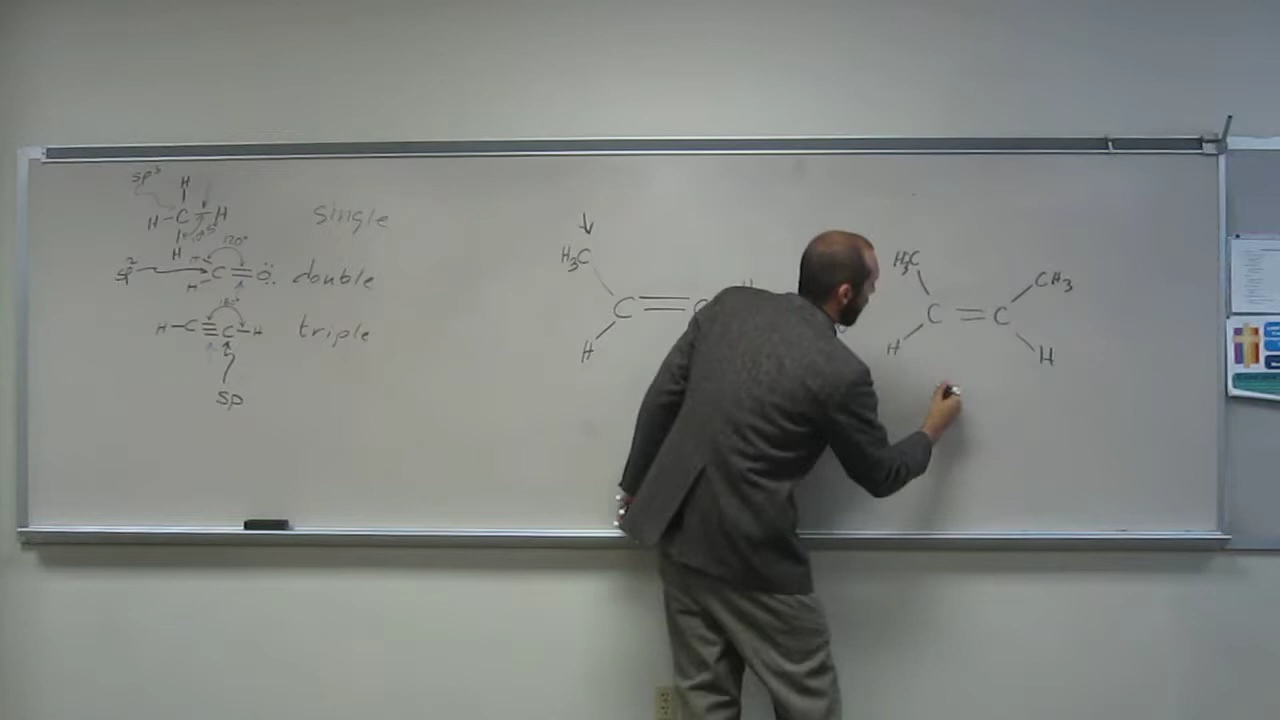 sp³
H
H-C-H
single
H
120°
sp²
C=Ö:
double
H
180°
H-C≡C-H
triple
sp
H₃C
C=C
H
H
H₃C
CH₃
C=C
H
H